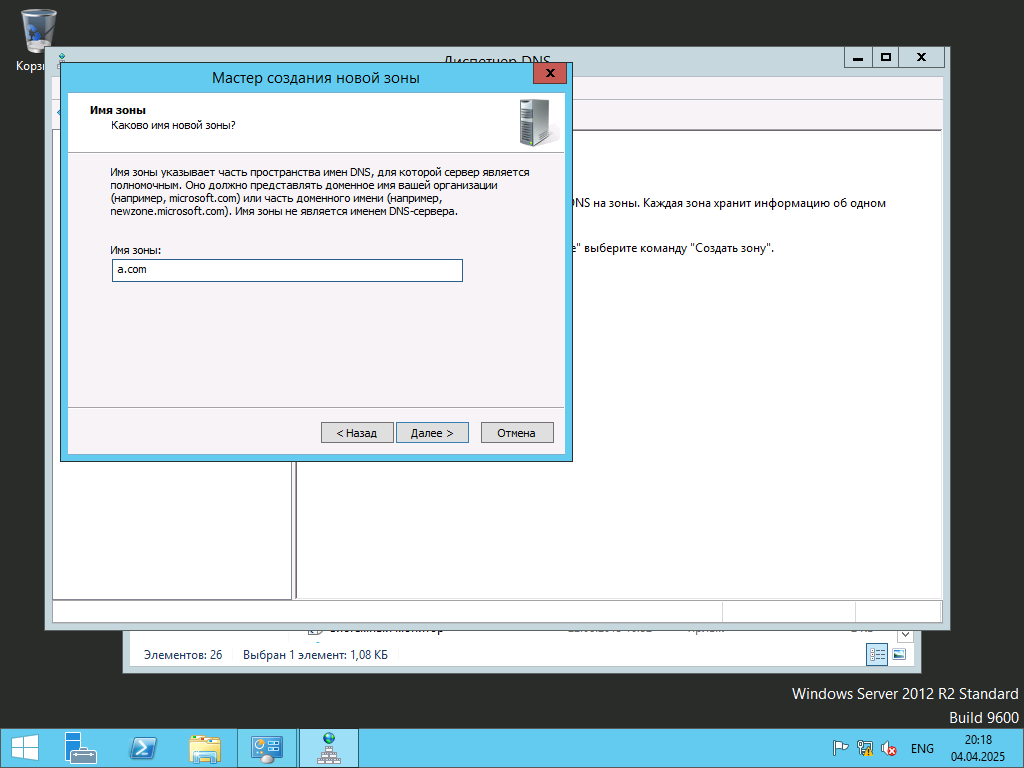 Диспетчер DNS
Мастер создания новой зоны
Имя зоны
Каково имя новой зоны?
Имя зоны указывает часть пространства имен DNS, для которой сервер является
полномочным. Оно должно представлять доменное имя вашей организации
(например, microsoft.com) или часть доменного имени (например,
newzone.microsoft.com). Имя зоны не является именем DNS-сервера.
DNS на зоны. Каждая зона хранит информацию об одном
выберите команду "Создать зону".
Имя зоны:
a.com
< Назад
Далее >
Отмена
Элементов: 26
Выбран 1 элемент: 1,08 КБ
Windows Server 2012 R2 Standard
Build 9600
ENG
20:18
04.04.2025